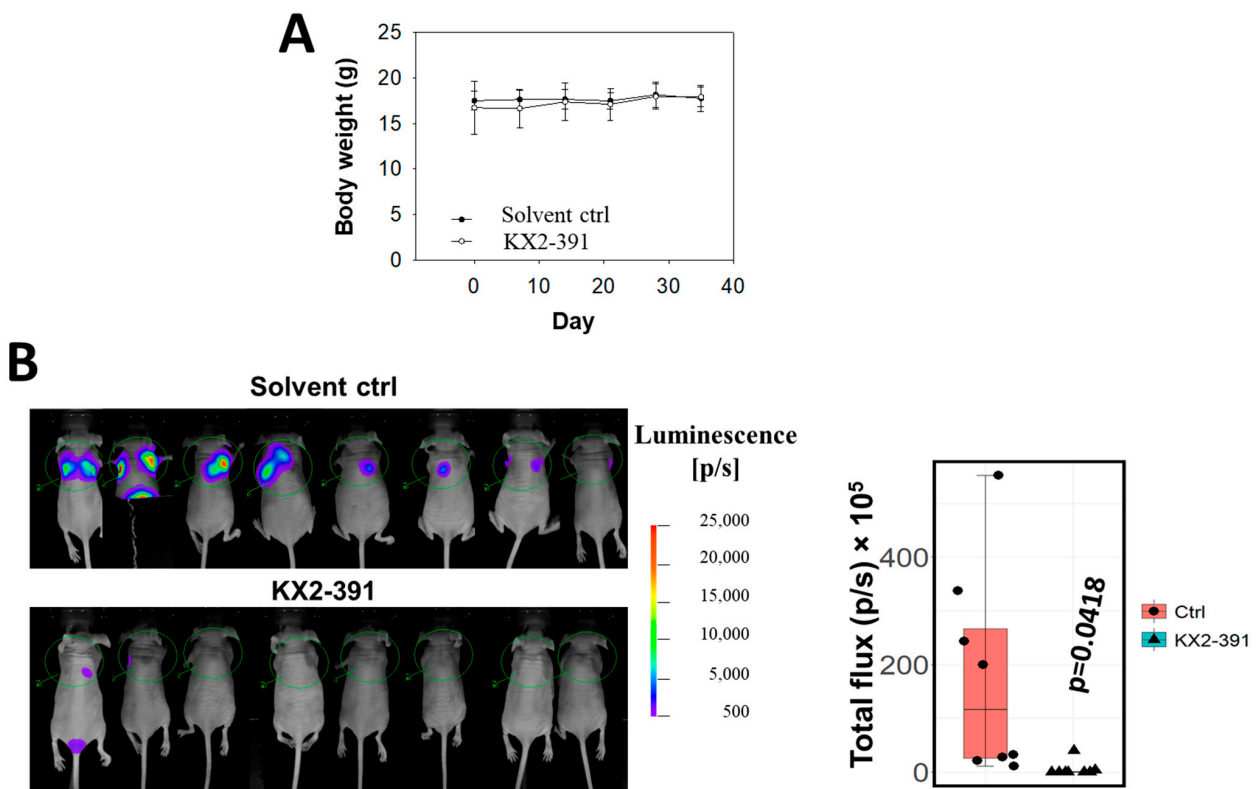 A
Body weight (g)
25
20
15
10
5
0
Solvent ctrl
KX2-391
0
10
20
30
40
Day
B
Solvent ctrl
KX2-391
Luminescence
[p/s]
25,000
20,000
15,000
10,000
5,000
500
Total flux (p/s) × 10⁵
400
200
0
p=0.0418
Ctrl
KX2-391